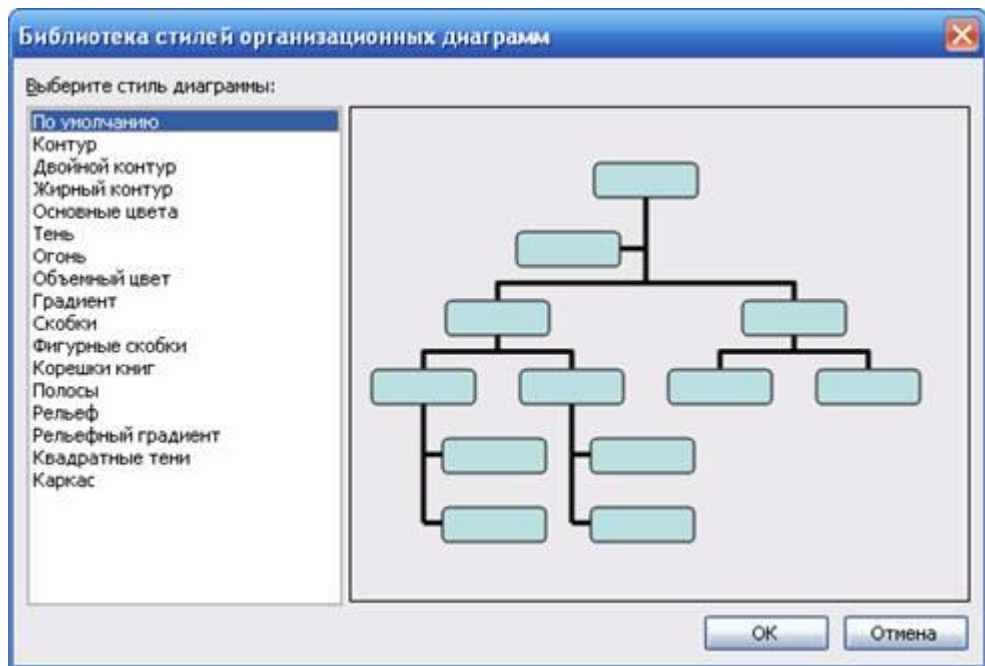 Библиотека стилей организационных диаграмм
Выберите стиль диаграммы:
По умолчанию
Контур
Двойной контур
Жирный контур
Основные цвета
Тень
Огонь
Объемный цвет
Градиент
Скобки
Фигурные скобки
Корешки книг
Полосы
Рельеф
Рельефный градиент
Квадратные тени
Каркас
ОК
Отмена